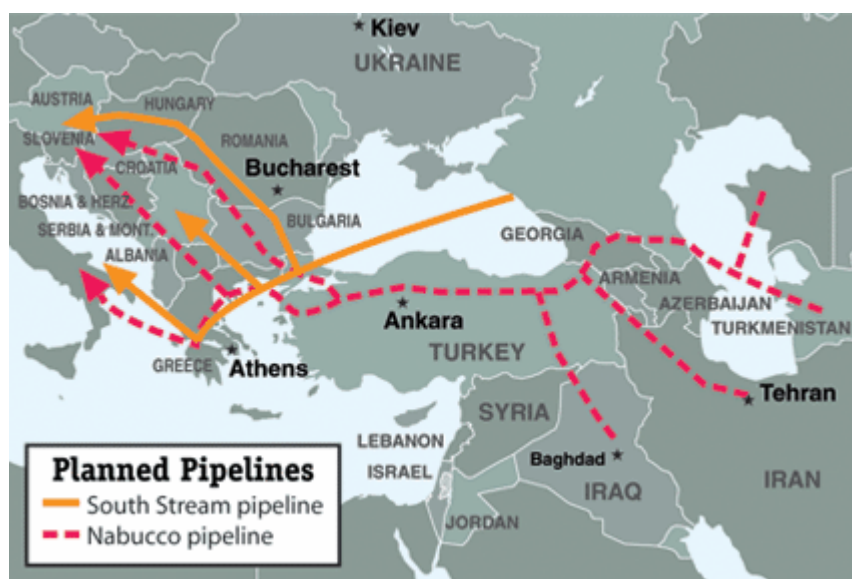 Kiev
UKRAINE
AUSTRIA
HUNGARY
SLOVENIA
ROMANIA
CROATIA
Bucharest
BOSNIA & HERZ.
SERBIA & MONT.
BULGARIA
ALBANIA
GEORGIA
ARMENIA
AZERBAIJAN
TURKMENISTAN
Ankara
TURKEY
GREECE
Athens
Tehran
SYRIA
LEBANON
ISRAEL
Baghdad
IRAQ
IRAN
JORDAN
Planned Pipelines
South Stream pipeline
Nabucco pipeline